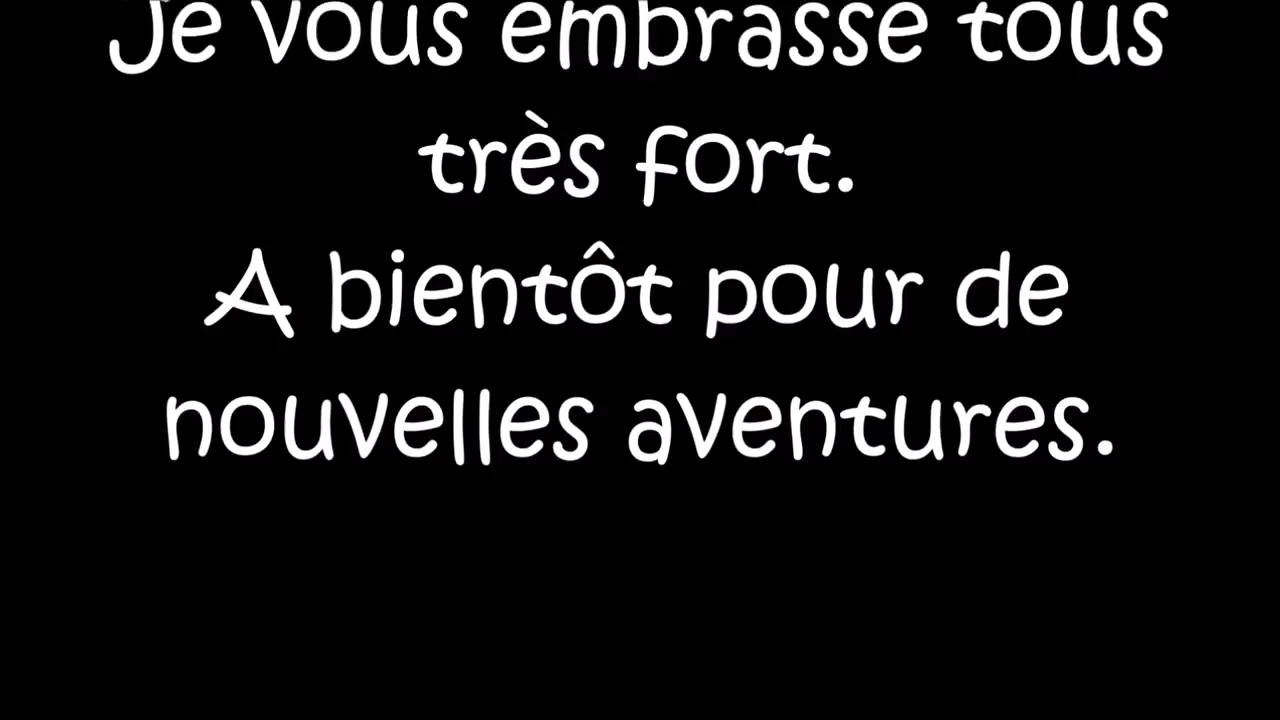 Je vous embrasse tous
très fort.
A bientôt pour de
nouvelles aventures.